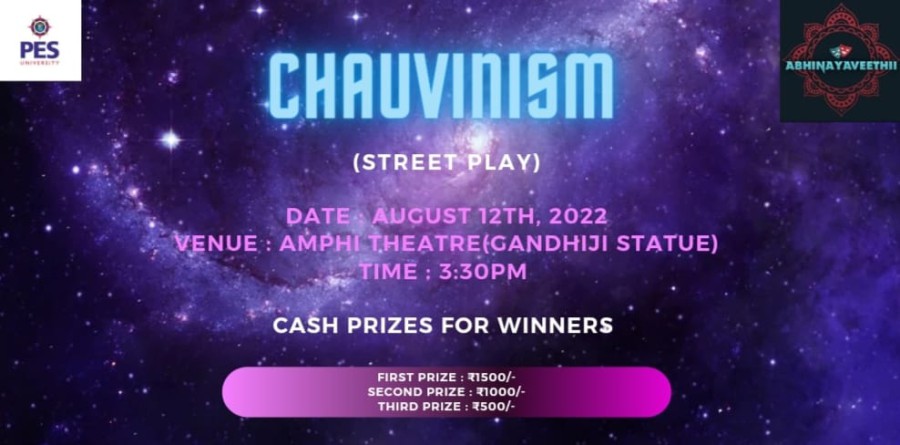 PES
UNIVERSITY
ABHINAYAVEETHII
CHAUVINISM
(STREET PLAY)
DATE : AUGUST 12TH, 2022
VENUE : AMPHI THEATRE(GANDHIJI STATUE)
TIME : 3:30PM
CASH PRIZES FOR WINNERS
FIRST PRIZE : ₹1500/-
SECOND PRIZE : ₹1000/-
THIRD PRIZE : ₹500/-